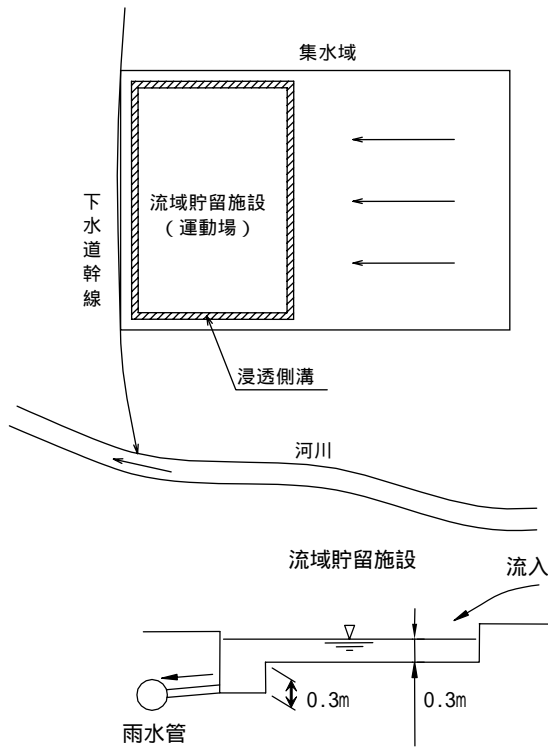 集水域
流域貯留施設
（運動場）
下水道幹線
浸透側溝
河川
流域貯留施設
流入
0.3m
0.3m
雨水管